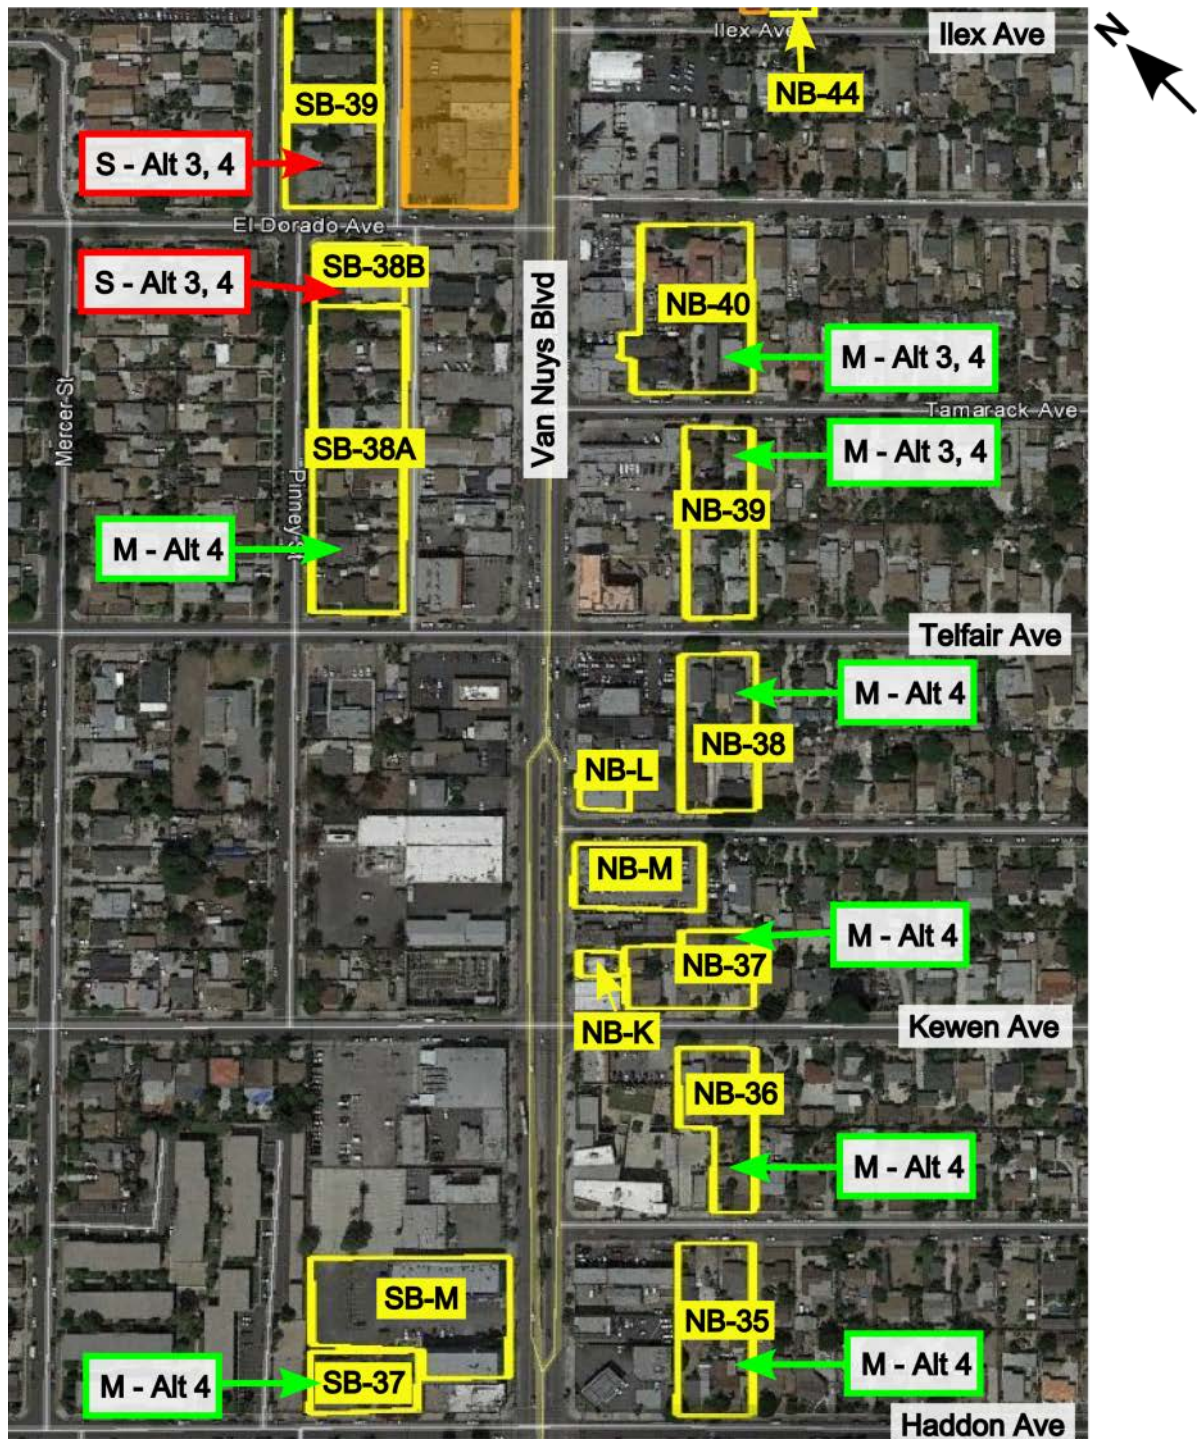 Ilex Ave
Ilex Ave
N
SB-39
NB-44
S - Alt 3, 4
El Dorado Ave
SB-38B
S - Alt 3, 4
NB-40
Van Nuys Blvd
M - Alt 3, 4
Mercer St
Tamarack Ave
SB-38A
M - Alt 3, 4
Pinney St
NB-39
M - Alt 4
Telfair Ave
M - Alt 4
NB-38
NB-L
NB-M
M - Alt 4
NB-37
NB-K
Kewen Ave
NB-36
M - Alt 4
SB-M
NB-35
M - Alt 4
SB-37
M - Alt 4
Haddon Ave